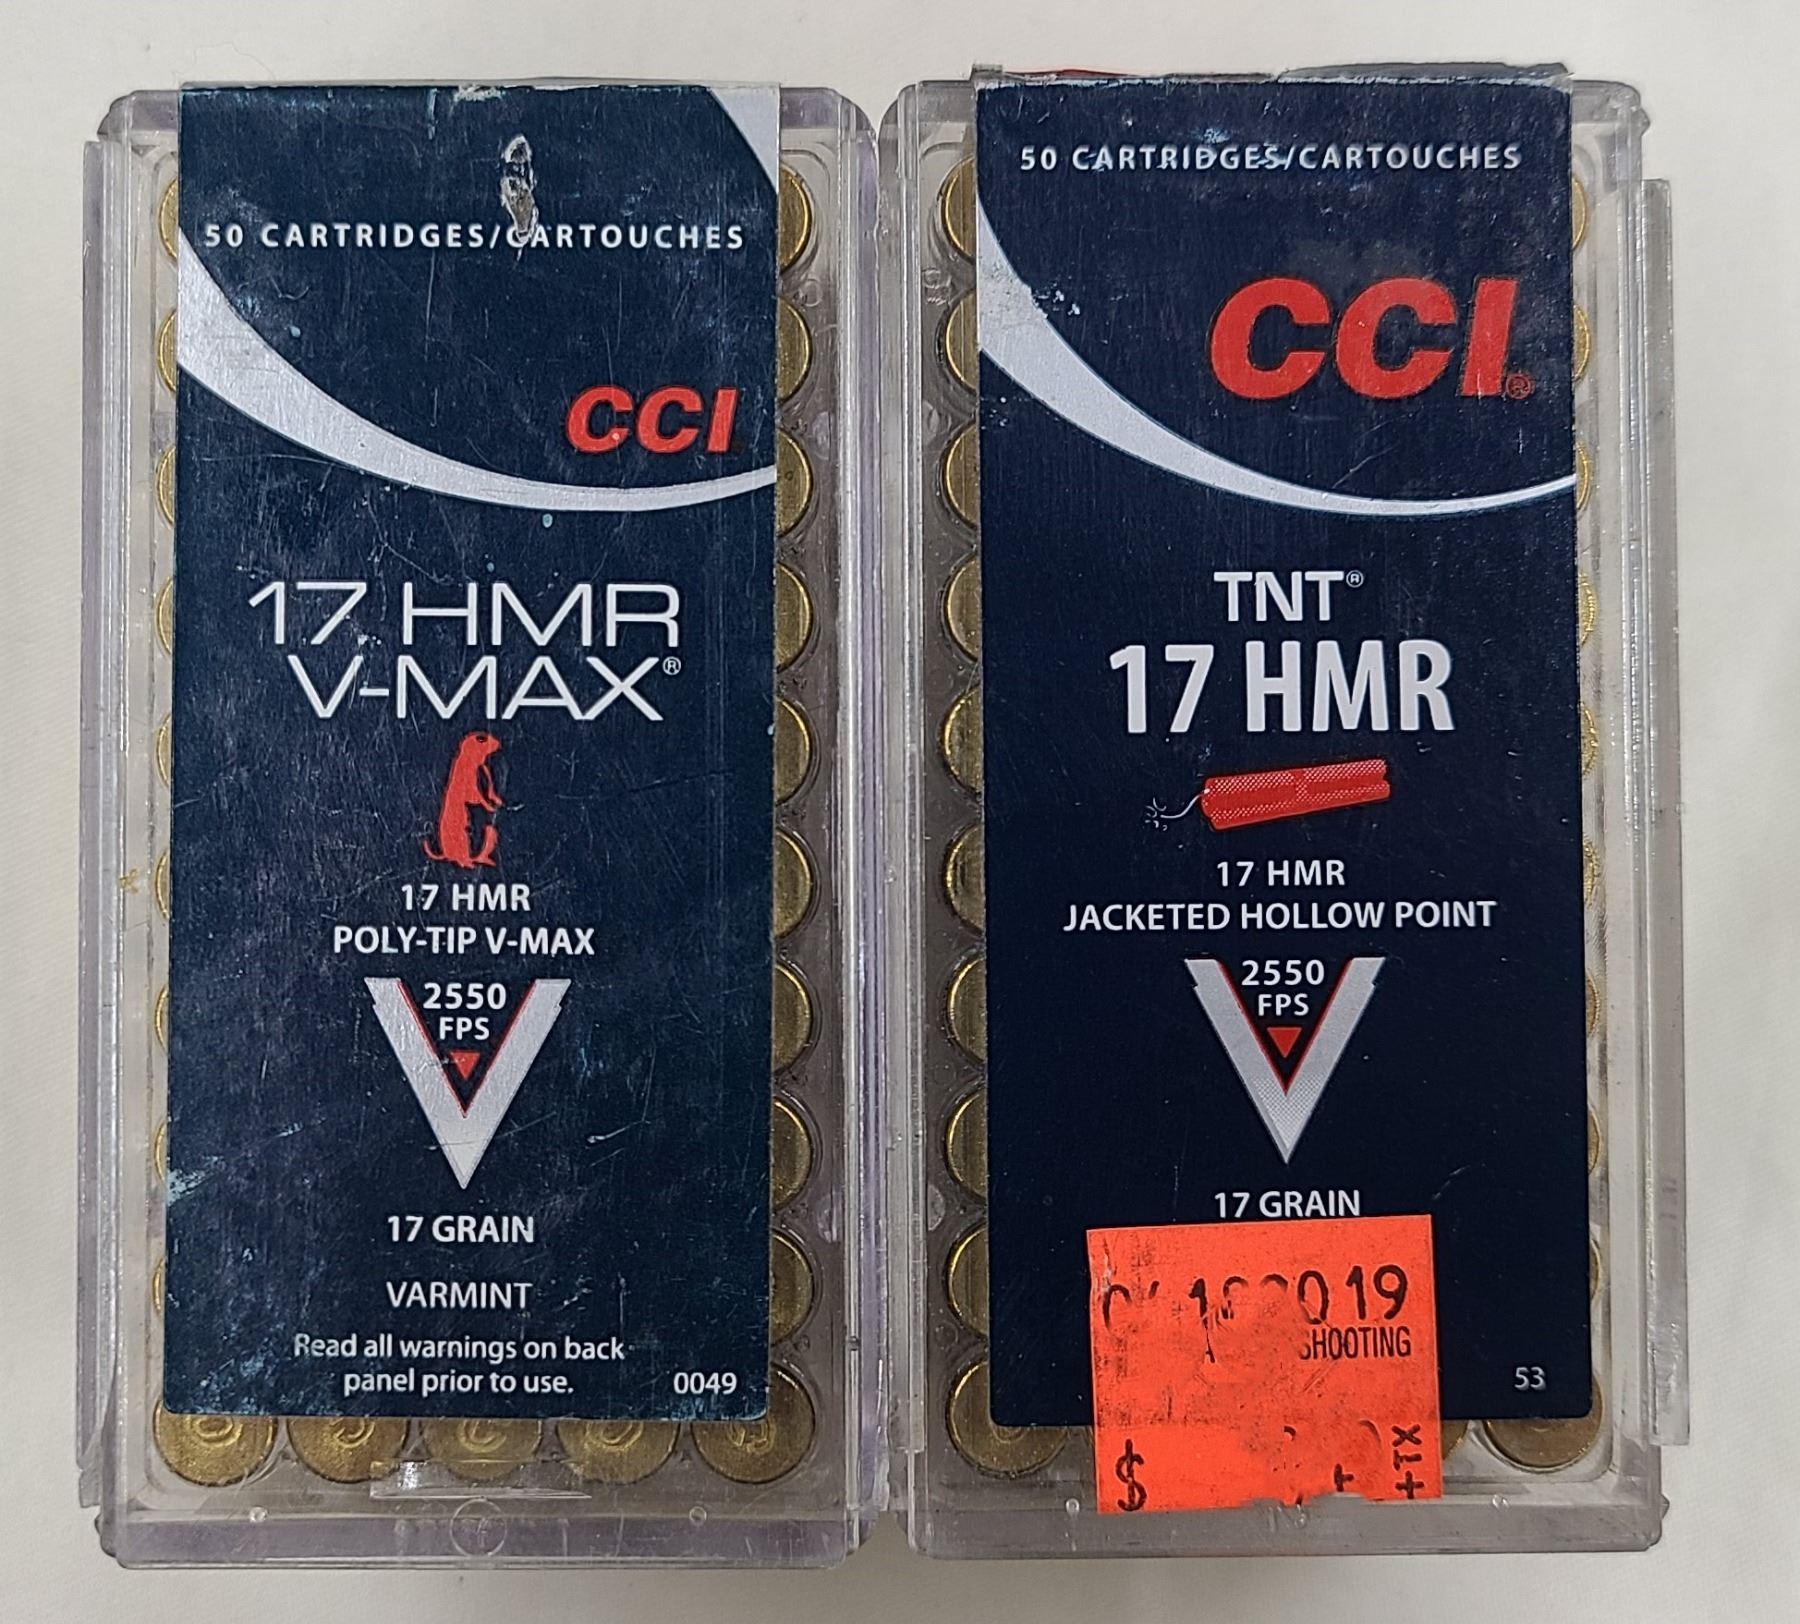 50 CARTRIDGES/CARTOUCHES
CCI
17 HMR
V-MAX®
17 HMR
POLY-TIP V-MAX
2550
FPS
17 GRAIN
VARMINT
Read all warnings on back
panel prior to use.
0049
50 CARTRIDGES/CARTOUCHES
CCI®
TNT®
17 HMR
17 HMR
JACKETED HOLLOW POINT
2550
FPS
17 GRAIN
19
SHOOTING
$
+TX
53